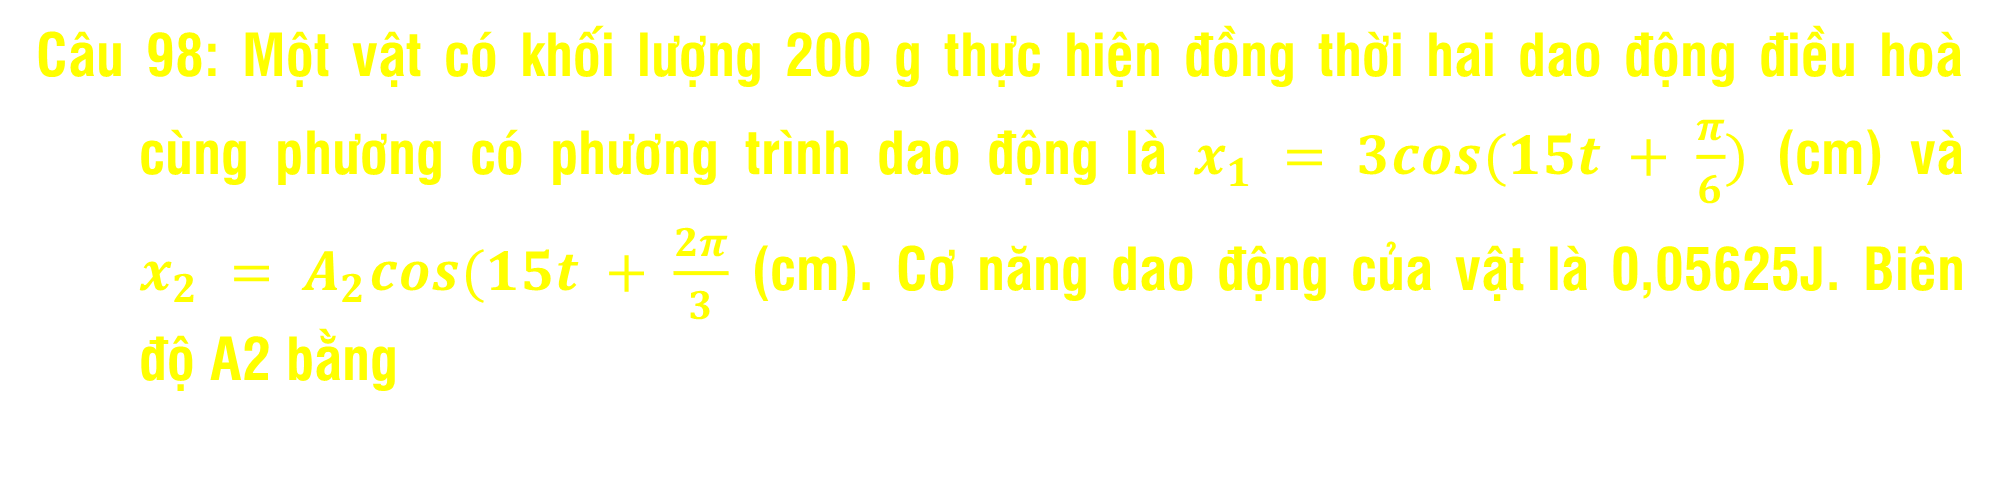 Câu 98: Một vật có khối lượng 200 g thực hiện đồng thời hai dao động điều hoà
cùng phương có phương trình dao động là x₁ = 3cos(15t + π/6) (cm) và
x₂ = A₂cos(15t + 2π/3 (cm). Cơ năng dao động của vật là 0,05625J. Biên
độ A2 bằng